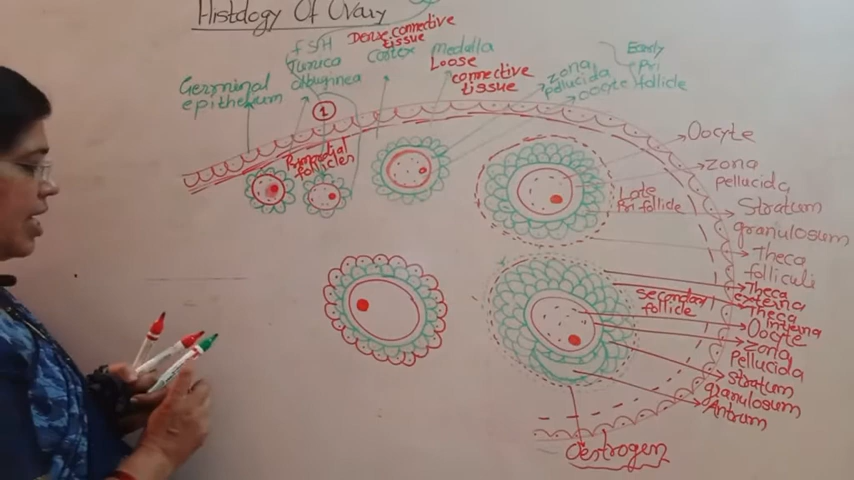 Histology Of Ovary
Germinal
epithelium
FSH
Tunica
albuginea
Dense connective
tissue
Cortex
Medulla
Loose
connective
tissue
zona
pellucida
oocyte
Early
Pri
follicle
1
Primordial
follicles
Late
Pri follicle
Oocyte
zona
pellucida
Stratum
granulosum
Theca
folliculi
Theca
externa
Theca
interna
Oocyte
zona
pellucida
Stratum
granulosum
Antrum
secondary
follicle
Oestrogen